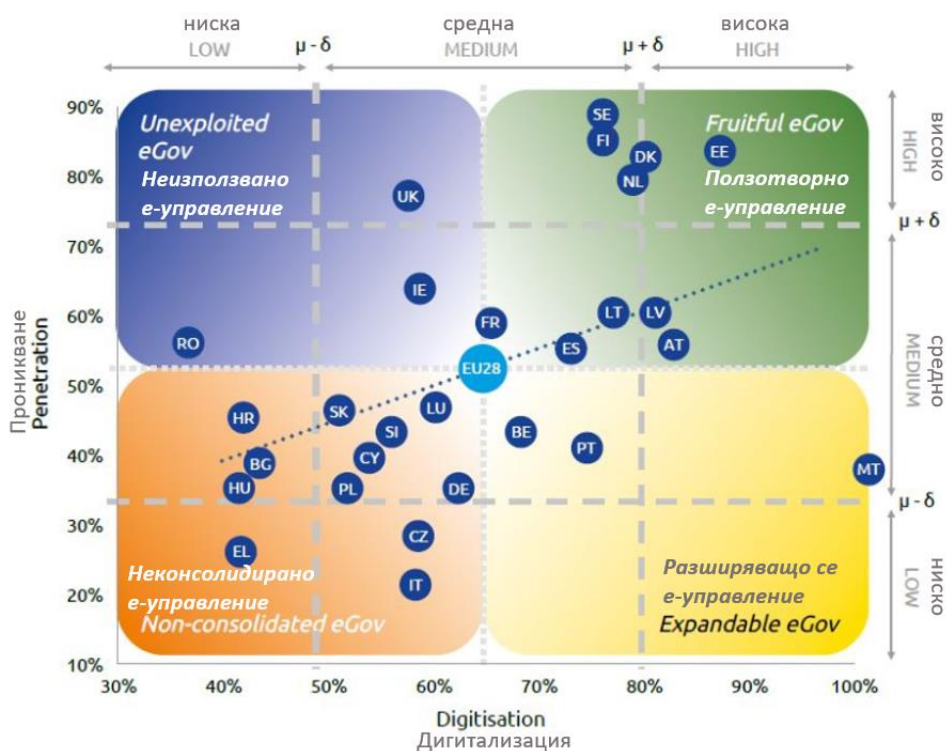 ниска
средна
висока
LOW
μ - δ
MEDIUM
μ + δ
HIGH
90%
80%
70%
60%
50%
40%
30%
20%
10%
Проникване
Penetration
Unexploited
eGov
Неизползвано
е-управление
Fruitful eGov
Ползотворно
е-управление
SE
FI
DK
EE
NL
UK
IE
RO
FR
LT
LV
ES
AT
EU28
HR
SK
LU
SI
BE
BG
CY
PT
MT
HU
PL
DE
EL
CZ
IT
Неконсолидирано
е-управление
Non-consolidated eGov
Разширяващо се
е-управление
Expandable eGov
HIGH
високо
μ + δ
MEDIUM
средно
μ - δ
LOW
ниско
30%
40%
50%
60%
70%
80%
90%
100%
Digitisation
Дигитализация